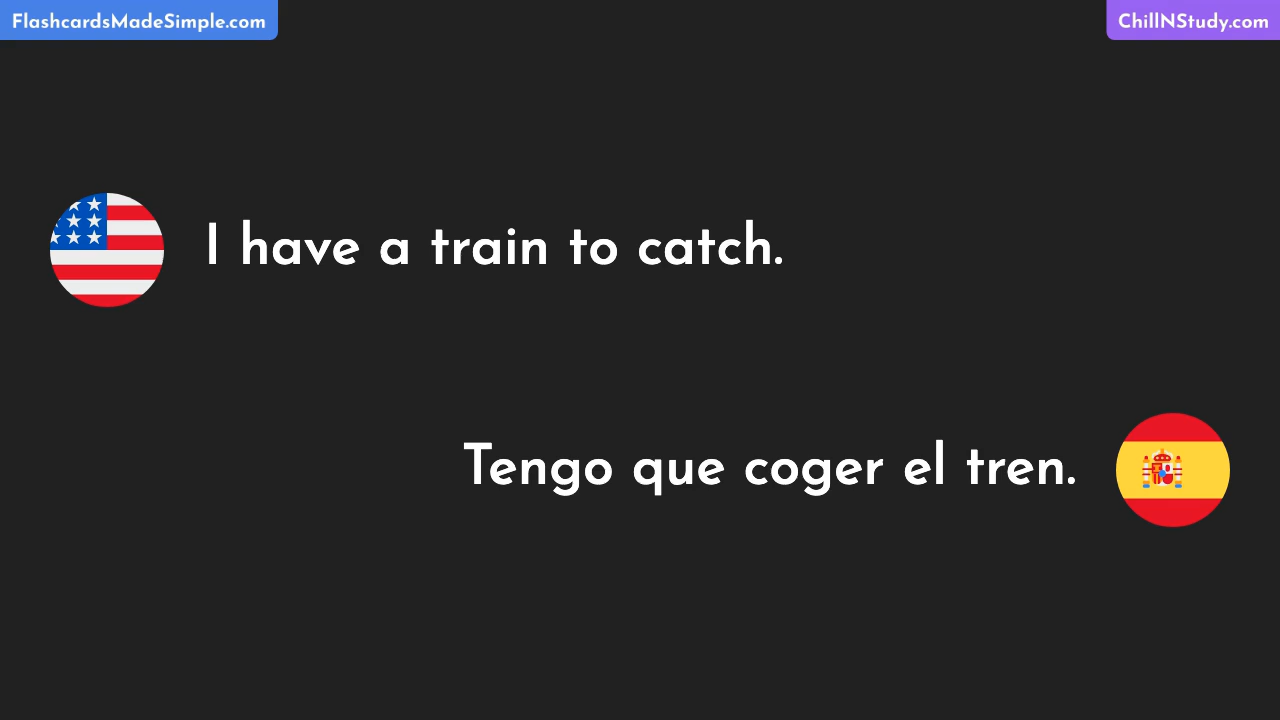 FlashcardsMadeSimple.com
ChillNStudy.com
I have a train to catch.
Tengo que coger el tren.